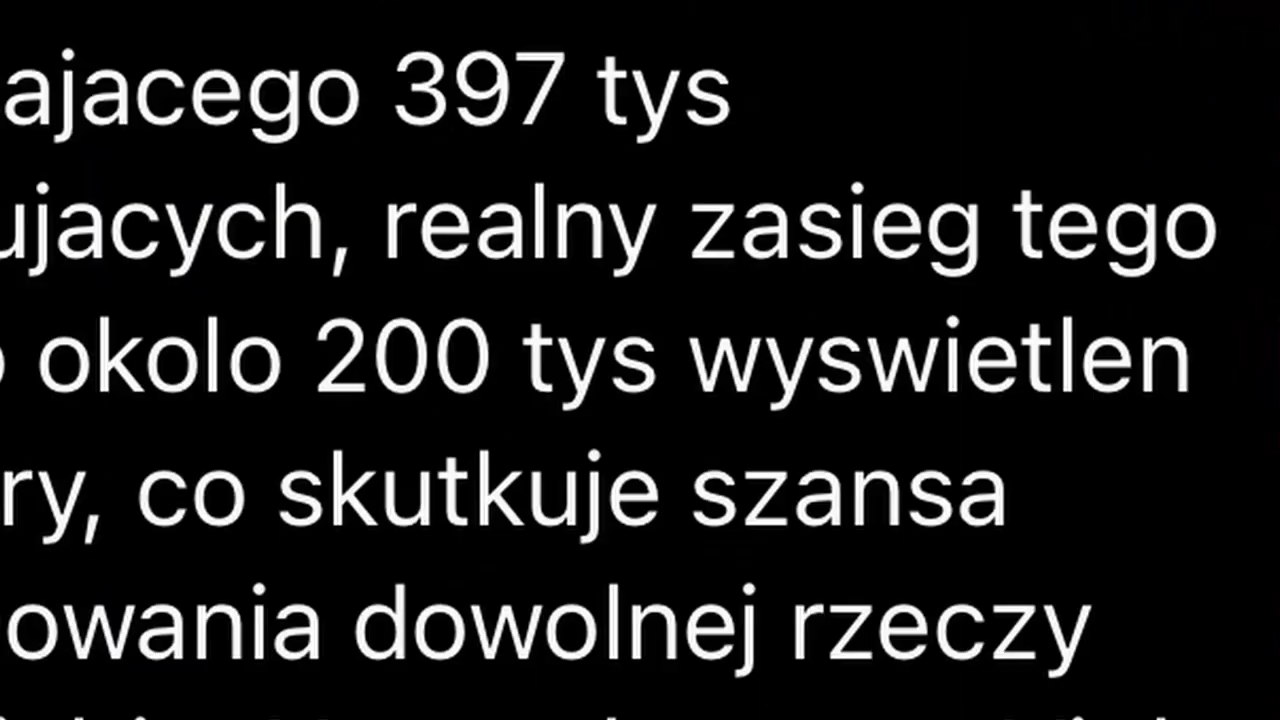 ajacego 397 tys
ujacych, realny zasieg tego
okolo 200 tys wyswietlen
ry, co skutkuje szansa
owania dowolnej rzeczy